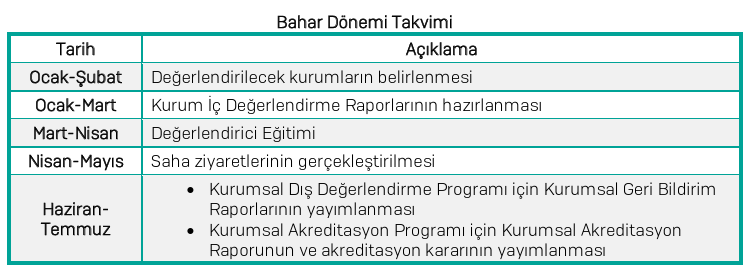 Bahar Dönemi Takvimi
Tarih Açıklama
Ocak-Şubat Değerlendirilecek kurumların belirlenmesi
Ocak-Mart Kurum İç Değerlendirme Raporlarının hazırlanması
Mart-Nisan Değerlendirici Eğitimi
Nisan-Mayıs Saha ziyaretlerinin gerçekleştirilmesi
Haziran-
Temmuz
• Kurumsal Dış Değerlendirme Programı için Kurumsal Geri Bildirim
Raporlarının yayımlanması
• Kurumsal Akreditasyon Programı için Kurumsal Akreditasyon
Raporunun ve akreditasyon kararının yayımlanması